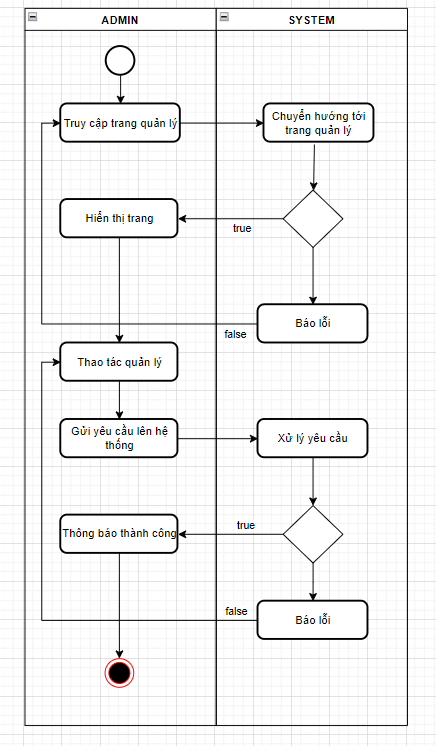 ADMIN
SYSTEM
Truy cập trang quản lý
Chuyển hướng tới
trang quản lý
Hiển thị trang
true
Báo lỗi
false
Thao tác quản lý
Gửi yêu cầu lên hệ
thống
Xử lý yêu cầu
Thông báo thành công
true
false
Báo lỗi